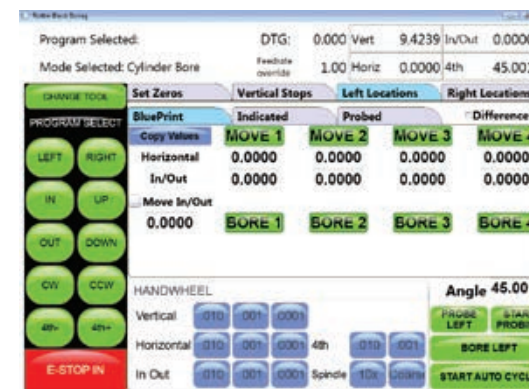 Program Selected: DTG: 0.000 Vert 9.4239 In/Out 0.0000
Mode Selected: Cylinder Bore Feedrate override 1.00 Horiz 0.0000 4th 45.00
CHANGE TOOL Set Zeros Vertical Stops Left Locations Right Locations
PROGRAM SELECT BluePrint Indicated Probed Difference
Copy Values MOVE 1 MOVE 2 MOVE 3 MOVE
LEFT RIGHT Horizontal 0.0000 0.0000 0.0000 0.0000
In/Out 0.0000 0.0000 0.0000 0.0000
IN UP Move In/Out
0.0000 BORE 1 BORE 2 BORE 3 BORE
OUT DOWN
CW CCW HANDWHEEL Angle 45.00
Vertical .010 .001 .0001 PROBE LEFT START PROBE
4th- 4th+ Horizontal .010 .001 .0001 4th .010 .001 BORE LEFT
E-STOP IN In Out .010 .001 .0001 Spindle 10x START AUTO CYCL